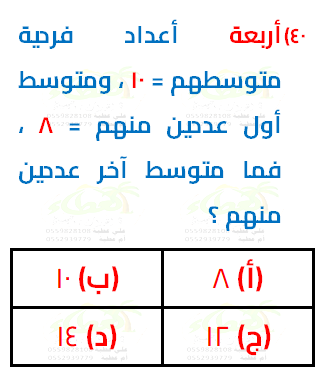 ٤٠) أربعة أعداد فردية
متوسطهم = ١٠ ، ومتوسط
أول عددين منهم = ٨ ،
فما متوسط آخر عددين
منهم ؟
(أ) ٨ (ب) ١٠
(ج) ١٢ (د) ١٤